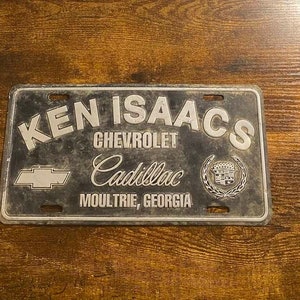 KEN ISAACS
CHEVROLET
Cadillac
MOULTRIE, GEORGIA